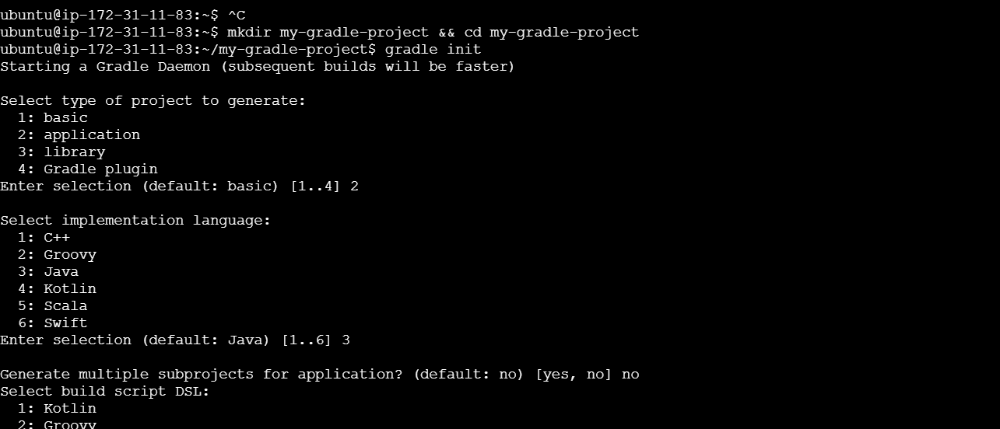 ubuntu@ip-172-31-11-83:~$ ^C
ubuntu@ip-172-31-11-83:~$ mkdir my-gradle-project && cd my-gradle-project
ubuntu@ip-172-31-11-83:~/my-gradle-project$ gradle init
Starting a Gradle Daemon (subsequent builds will be faster)
Select type of project to generate:
1: basic
2: application
3: library
4: Gradle plugin
Enter selection (default: basic) [1..4] 2
Select implementation language:
1: C++
2: Groovy
3: Java
4: Kotlin
5: Scala
6: Swift
Enter selection (default: Java) [1..6] 3
Generate multiple subprojects for application? (default: no) [yes, no] no
Select build script DSL:
1: Kotlin
2: Groovy